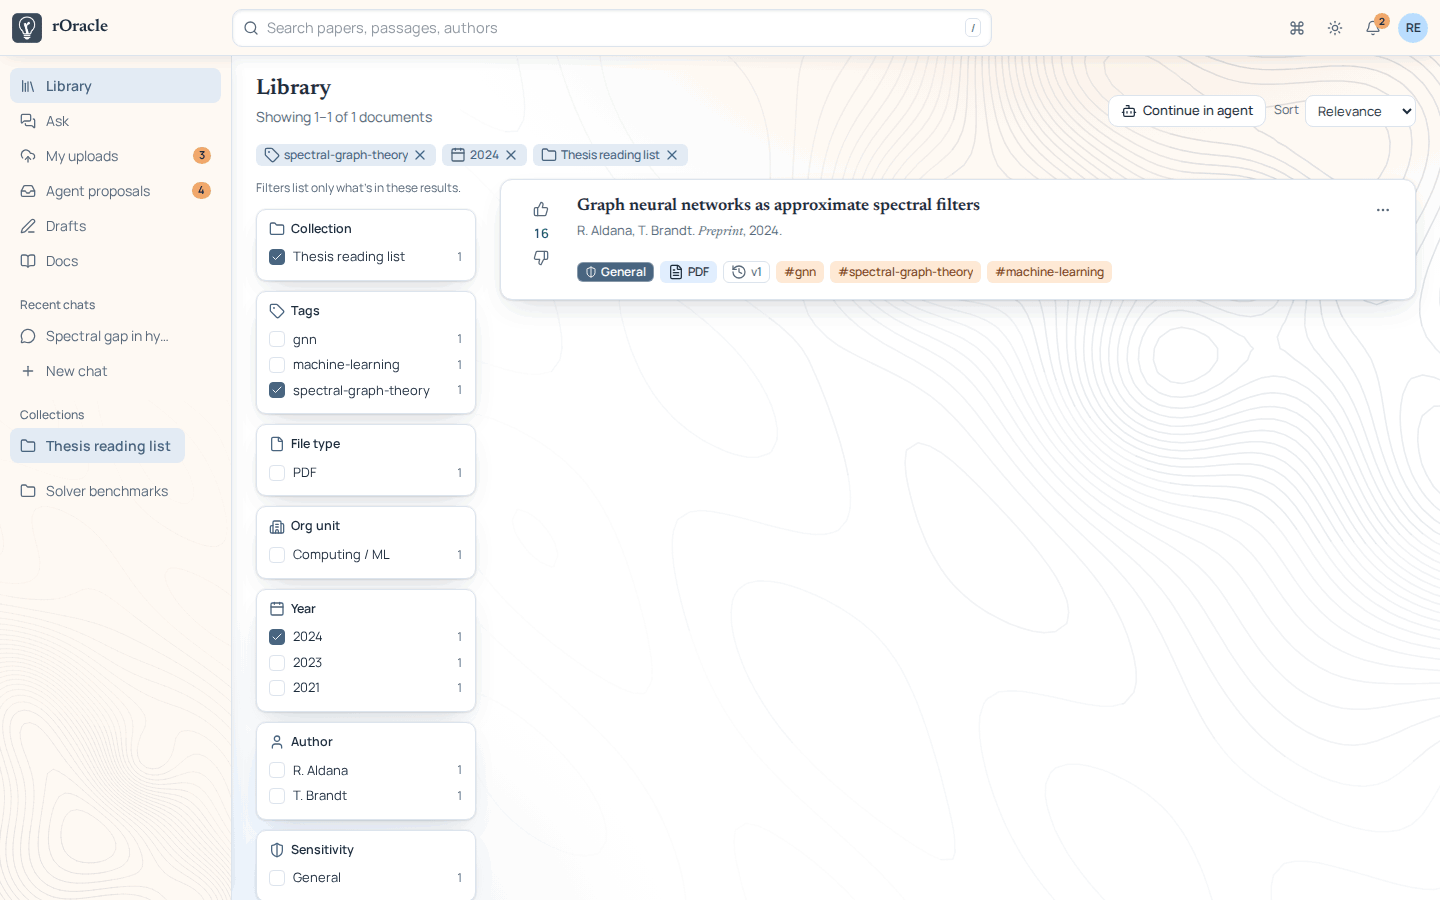 rOracle
Search papers, passages, authors
/
2
RE
Library
Ask
My uploads
3
Agent proposals
4
Drafts
Docs
Recent chats
Spectral gap in hy...
New chat
Collections
Thesis reading list
Solver benchmarks
Library
Showing 1–1 of 1 documents
Continue in agent
Sort
Relevance
spectral-graph-theory
2024
Thesis reading list
Filters list only what's in these results.
Collection
Thesis reading list 1
Tags
gnn 1
machine-learning 1
spectral-graph-theory 1
File type
PDF 1
Org unit
Computing / ML 1
Year
2024 1
2023 1
2021 1
Author
R. Aldana 1
T. Brandt 1
Sensitivity
General 1
16
Graph neural networks as approximate spectral filters
R. Aldana, T. Brandt. Preprint, 2024.
General PDF v1 #gnn #spectral-graph-theory #machine-learning